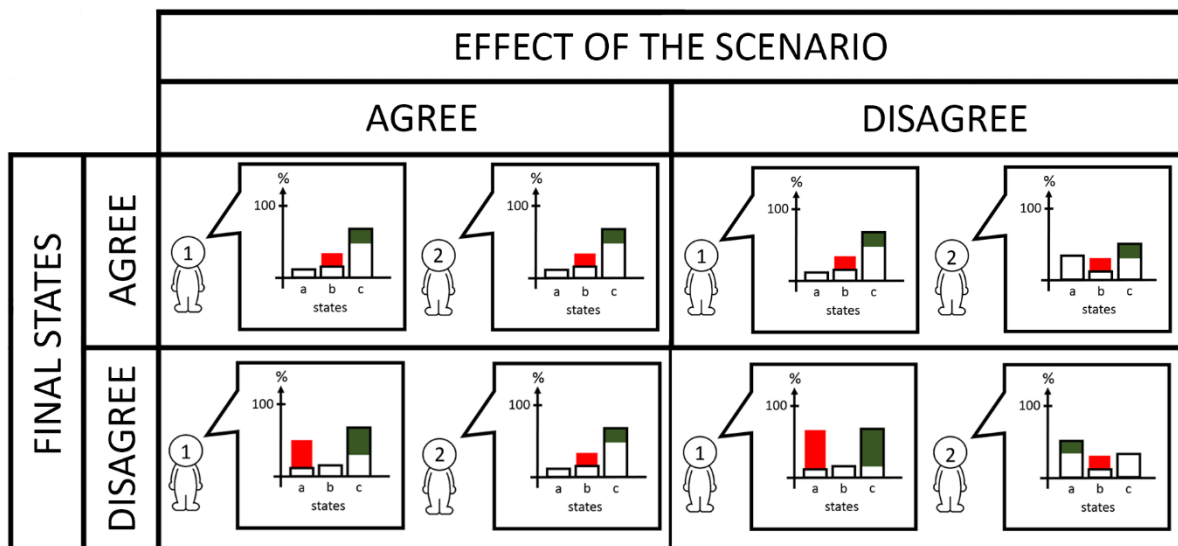 EFFECT OF THE SCENARIO
AGREE
DISAGREE
FINAL STATES
AGREE
1
%
100
a b c
states
2
%
100
a b c
states
1
%
100
a b c
states
2
%
100
a b c
states
DISAGREE
1
%
100
a b c
states
2
%
100
a b c
states
1
%
100
a b c
states
2
%
100
a b c
states